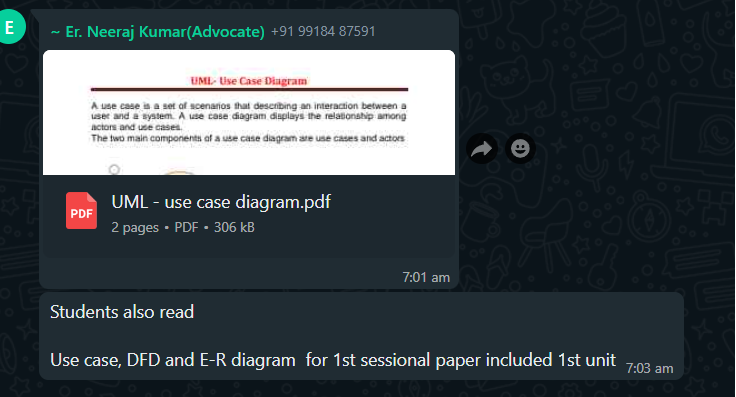 E
~ Er. Neeraj Kumar(Advocate) +91 99184 87591
UML- Use Case Diagram
A use case is a set of scenarios that describing an interaction between a
user and a system. A use case diagram displays the relationship among
actors and use cases.
The two main components of a use case diagram are use cases and actors
PDF
UML - use case diagram.pdf
2 pages • PDF • 306 kB
7:01 am
Students also read
Use case, DFD and E-R diagram for 1st sessional paper included 1st unit
7:03 am